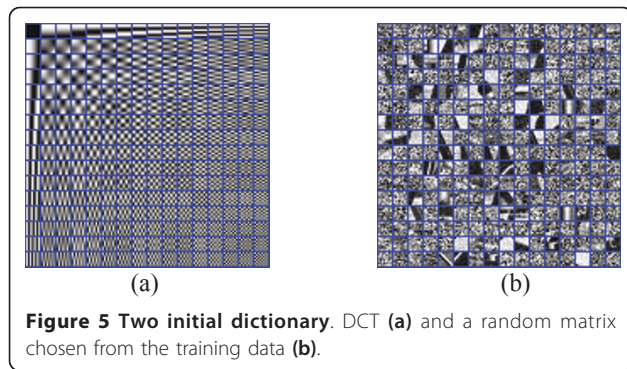 (a)
(b)
Figure 5 Two initial dictionary. DCT (a) and a random matrix
chosen from the training data (b).